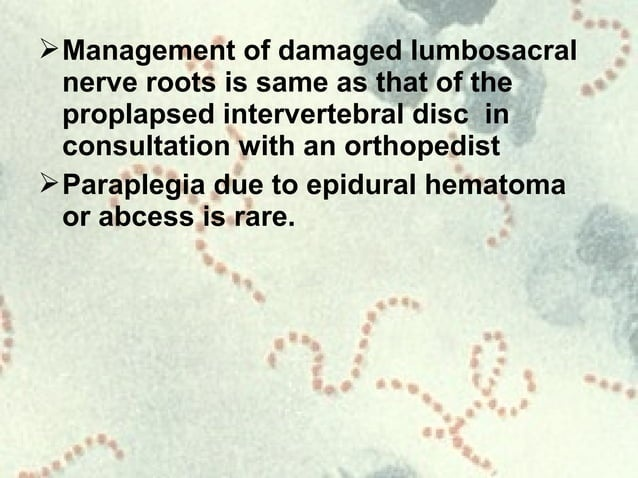 ➢Management of damaged lumbosacral
nerve roots is same as that of the
proplapsed intervertebral disc in
consultation with an orthopedist
➢Paraplegia due to epidural hematoma
or abcess is rare.